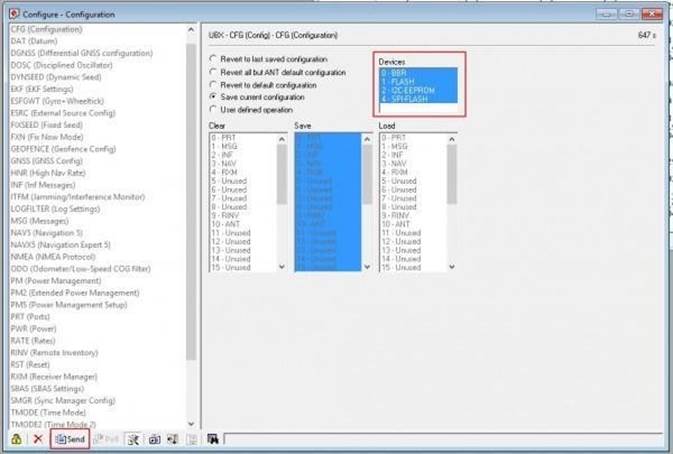 Configure - Configuration
CFG (Configuration)
DAT (Datum)
DGNSS (Differential GNSS configuration)
DOSC (Disciplined Oscillator)
DYNSEED (Dynamic Seed)
EKF (EKF Settings)
ESFGWT (Gyro+Wheeltick)
ESRC (External Source Config)
FIXSEED (Fixed Seed)
FXN (Fix Now Mode)
GEOFENCE (Geofence Config)
GNSS (GNSS Config)
HNR (High Nav Rate)
INF (Inf Messages)
ITFM (Jamming/Interference Monitor)
LOGFILTER (Log Settings)
MSG (Messages)
NAV5 (Navigation 5)
NAVX5 (Navigation Expert 5)
NMEA (NMEA Protocol)
ODO (Odometer/Low-Speed COG filter)
PM (Power Management)
PM2 (Extended Power Management)
PMS (Power Management Setup)
PRT (Ports)
PWR (Power)
RATE (Rates)
RINV (Remote Inventory)
RST (Reset)
RXM (Receiver Manager)
SBAS (SBAS Settings)
SMGR (Sync Manager Config)
TMODE (Time Mode)
TMODE2 (Time Mode 2)
UBX - CFG (Config) - CFG (Configuration)
647 s
Revert to last saved configuration
Revert all but ANT default configuration
Revert to default configuration
Save current configuration
User defined operation
Devices
0 - BBR
1 - FLASH
2 - I2C-EEPROM
4 - SPI-FLASH
Clear
0 - PRT
1 - MSG
2 - INF
3 - NAV
4 - RXM
5 - Unused
6 - Unused
7 - Unused
8 - Unused
9 - RINV
10 - ANT
11 - Unused
12 - Unused
13 - Unused
14 - Unused
15 - Unused
Save
0 - PRT
1 - MSG
2 - INF
3 - NAV
4 - RXM
5 - Unused
6 - Unused
7 - Unused
8 - Unused
9 - RINV
10 - ANT
11 - Unused
12 - Unused
13 - Unused
14 - Unused
15 - Unused
Load
0 - PRT
1 - MSG
2 - INF
3 - NAV
4 - RXM
5 - Unused
6 - Unused
7 - Unused
8 - Unused
9 - RINV
10 - ANT
11 - Unused
12 - Unused
13 - Unused
14 - Unused
15 - Unused
Send
Poll